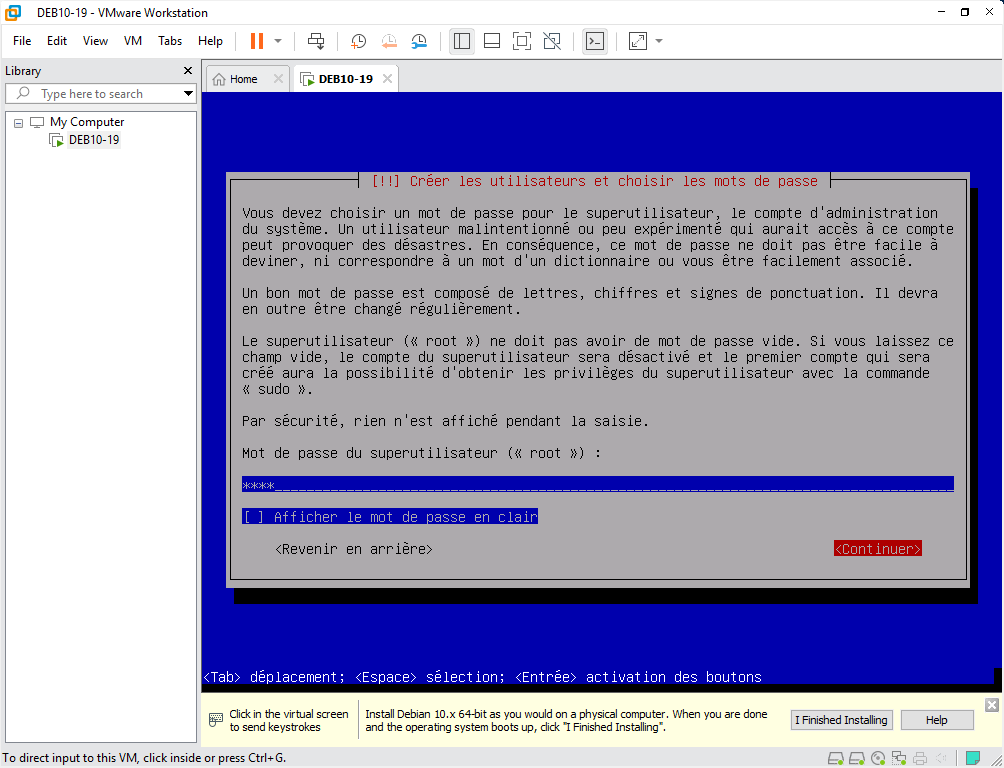 DEB10-19 - VMware Workstation
File Edit View VM Tabs Help
Library
Type here to search
My Computer
DEB10-19
Home
DEB10-19
[!!] Créer les utilisateurs et choisir les mots de passe
Vous devez choisir un mot de passe pour le superutilisateur, le compte d'administration
du système. Un utilisateur malintentionné ou peu expérimenté qui aurait accès à ce compte
peut provoquer des désastres. En conséquence, ce mot de passe ne doit pas être facile à
deviner, ni correspondre à un mot d'un dictionnaire ou vous être facilement associé.
Un bon mot de passe est composé de lettres, chiffres et signes de ponctuation. Il devra
en outre être changé régulièrement.
Le superutilisateur (« root ») ne doit pas avoir de mot de passe vide. Si vous laissez ce
champ vide, le compte du superutilisateur sera désactivé et le premier compte qui sera
créé aura la possibilité d'obtenir les privilèges du superutilisateur avec la commande
« sudo ».
Par sécurité, rien n'est affiché pendant la saisie.
Mot de passe du superutilisateur (« root ») :
****
[ ] Afficher le mot de passe en clair
<Revenir en arrière> <Continuer>
<Tab> déplacement; <Espace> sélection; <Entrée> activation des boutons
Click in the virtual screen
to send keystrokes
Install Debian 10.x 64-bit as you would on a physical computer. When you are done
and the operating system boots up, click "I Finished Installing".
I Finished Installing
Help
To direct input to this VM, click inside or press Ctrl+G.